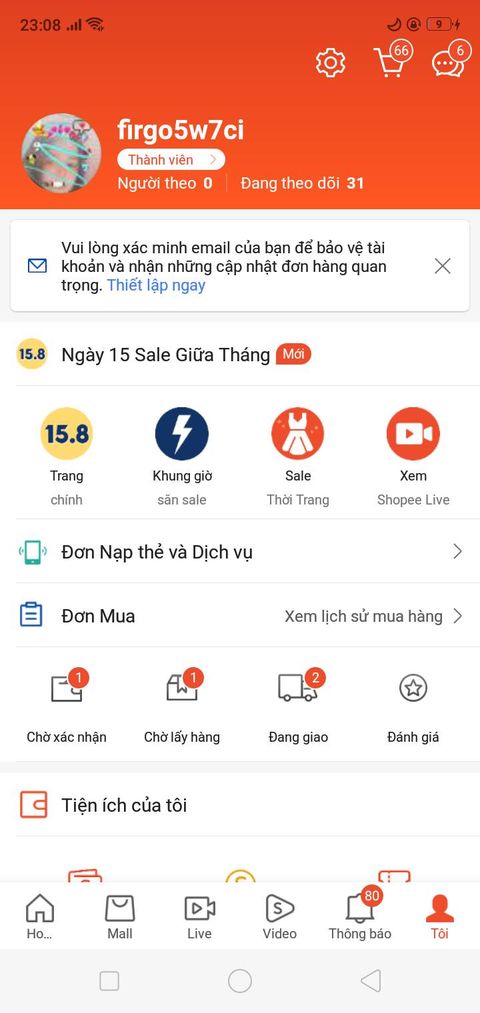 23:08
9
66
6
firgo5w7ci
Thành viên
Người theo 0 Đang theo dõi 31
Vui lòng xác minh email của bạn để bảo vệ tài
khoản và nhận những cập nhật đơn hàng quan
trọng. Thiết lập ngay
15.8 Ngày 15 Sale Giữa Tháng Mới
15.8
Trang Khung giờ Sale Xem
chính săn sale Thời Trang Shopee Live
Đơn Nạp thẻ và Dịch vụ
Đơn Mua Xem lịch sử mua hàng
1 1 2
Chờ xác nhận Chờ lấy hàng Đang giao Đánh giá
Tiện ích của tôi
80
Ho... Mall Live Video Thông báo Tôi